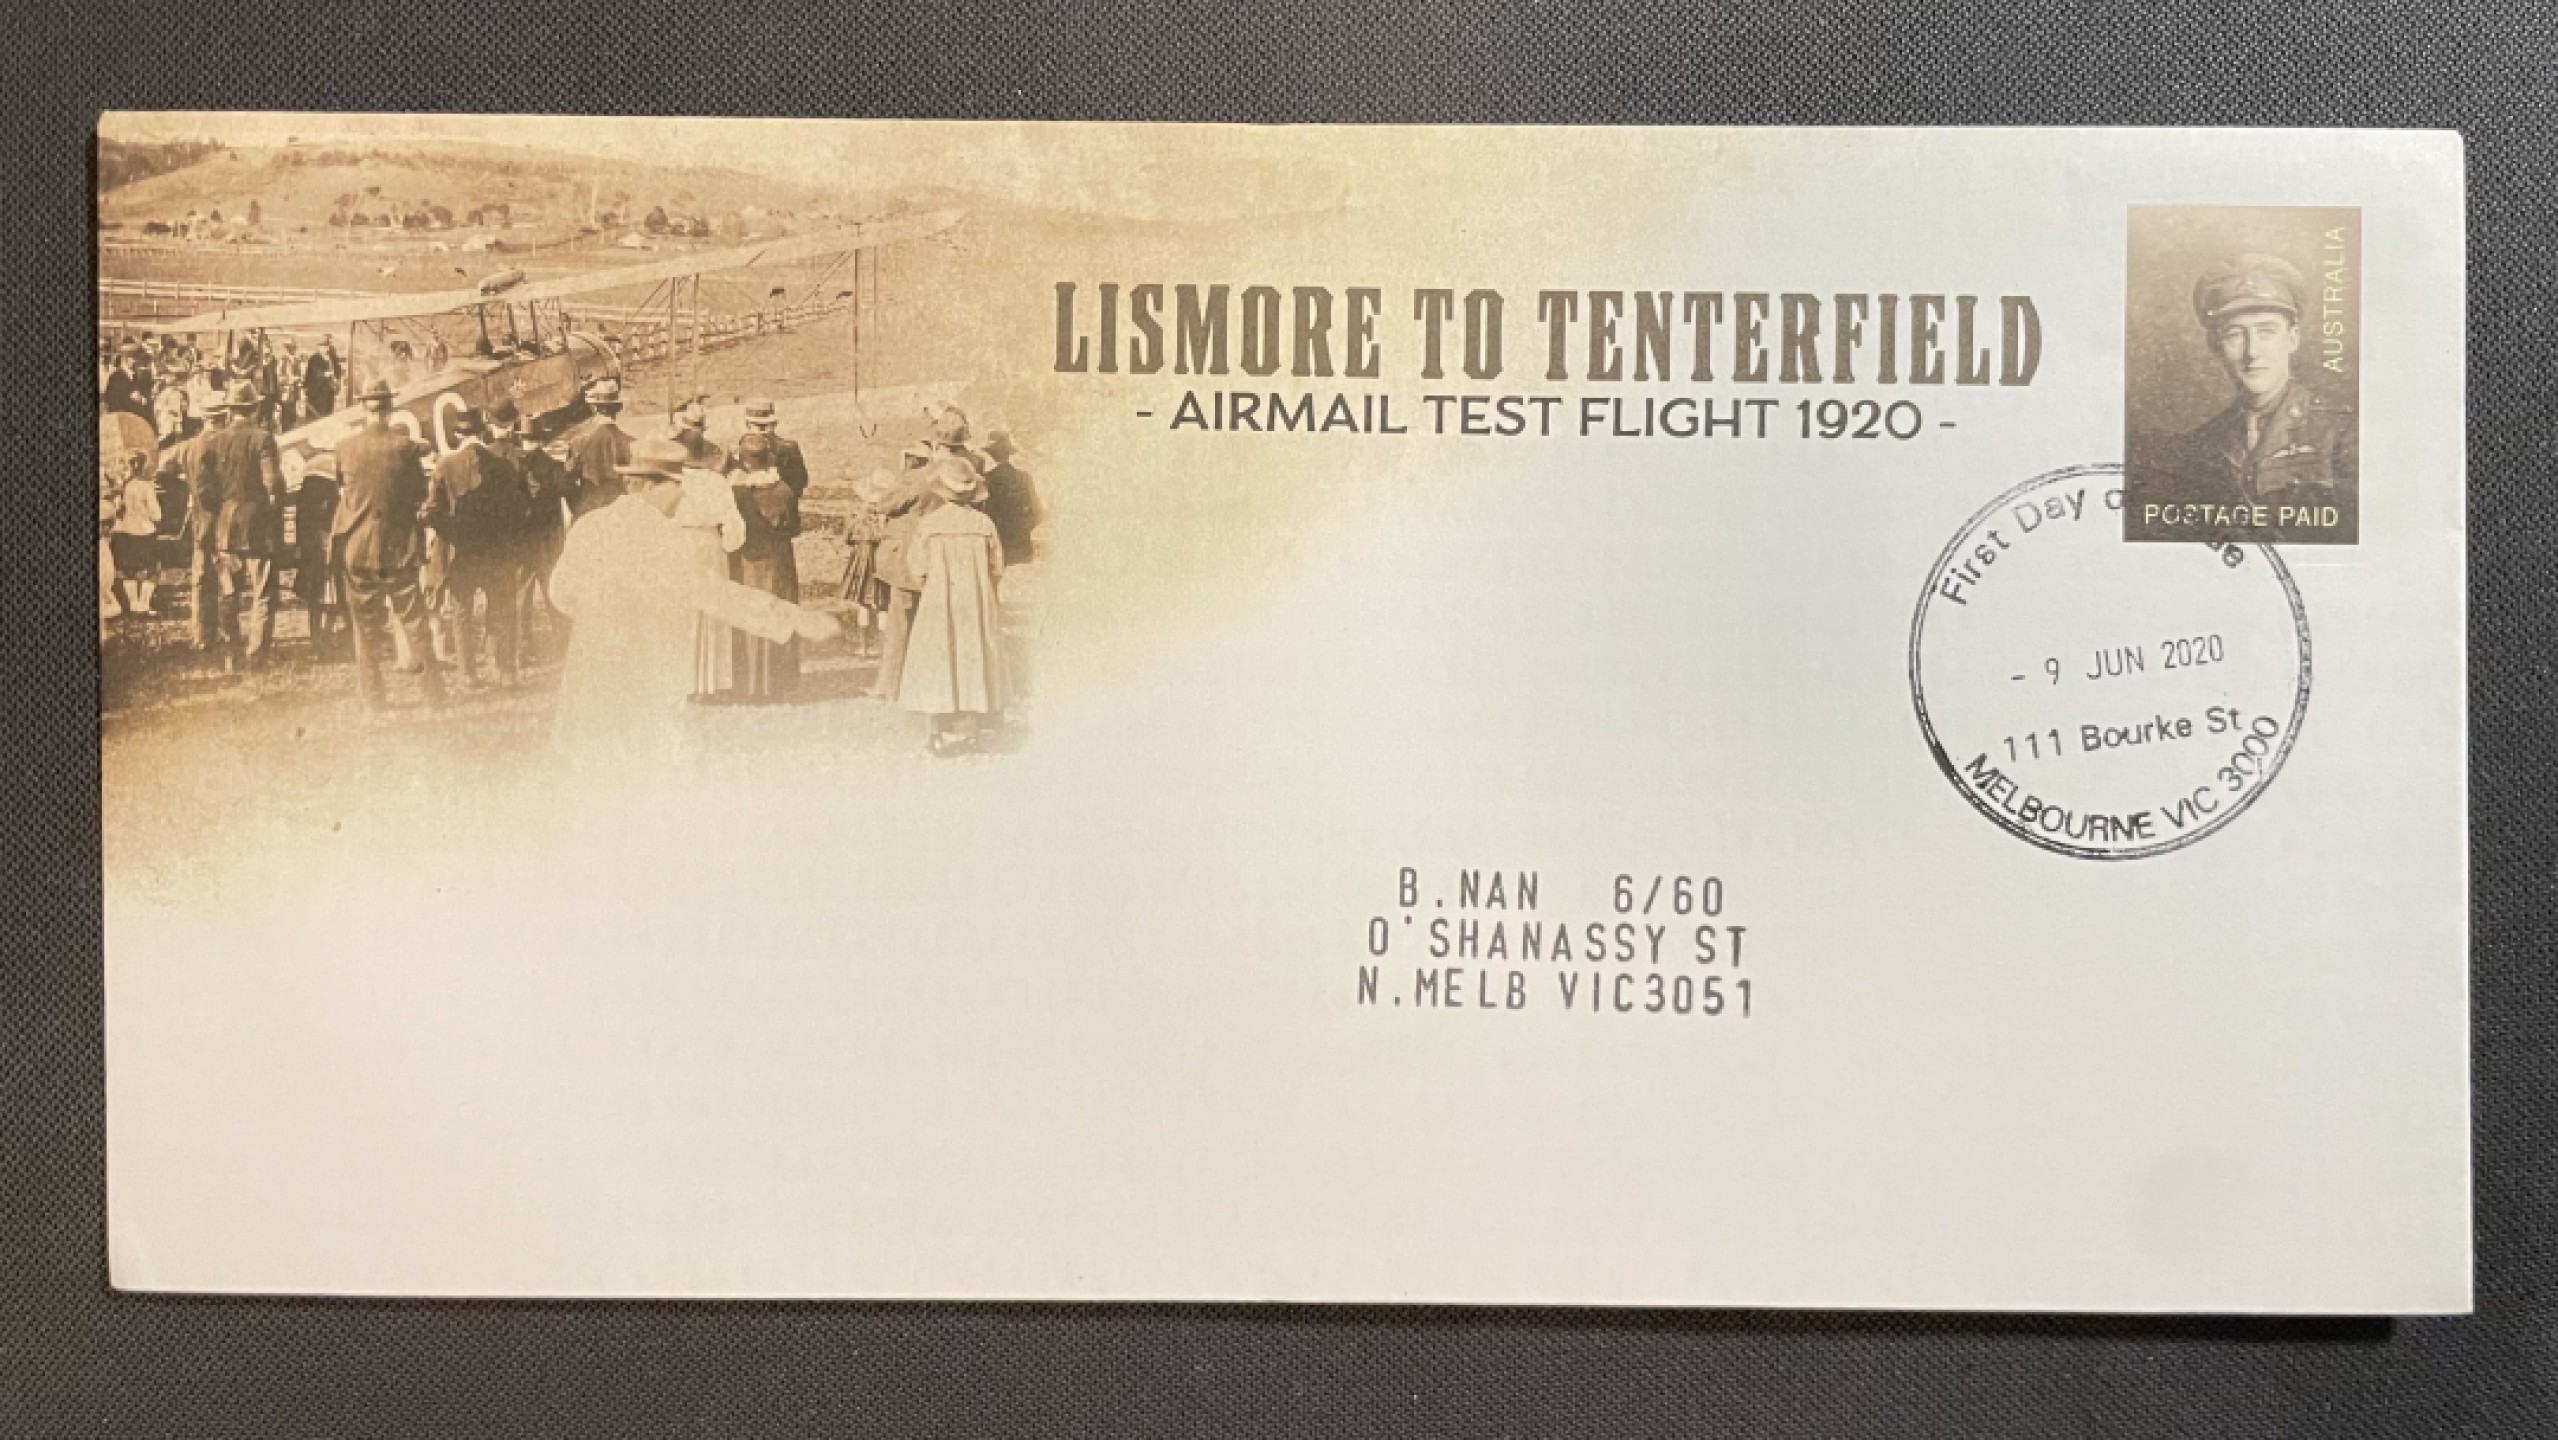 LISMORE TO TENTERFIELD
- AIRMAIL TEST FLIGHT 1920 -
AUSTRALIA
POSTAGE PAID
First Day
- 9 JUN 2020
111 Bourke St
MELBOURNE VIC 3000
B.NAN 6/60
O'SHANASSY ST
N.MELB VIC3051